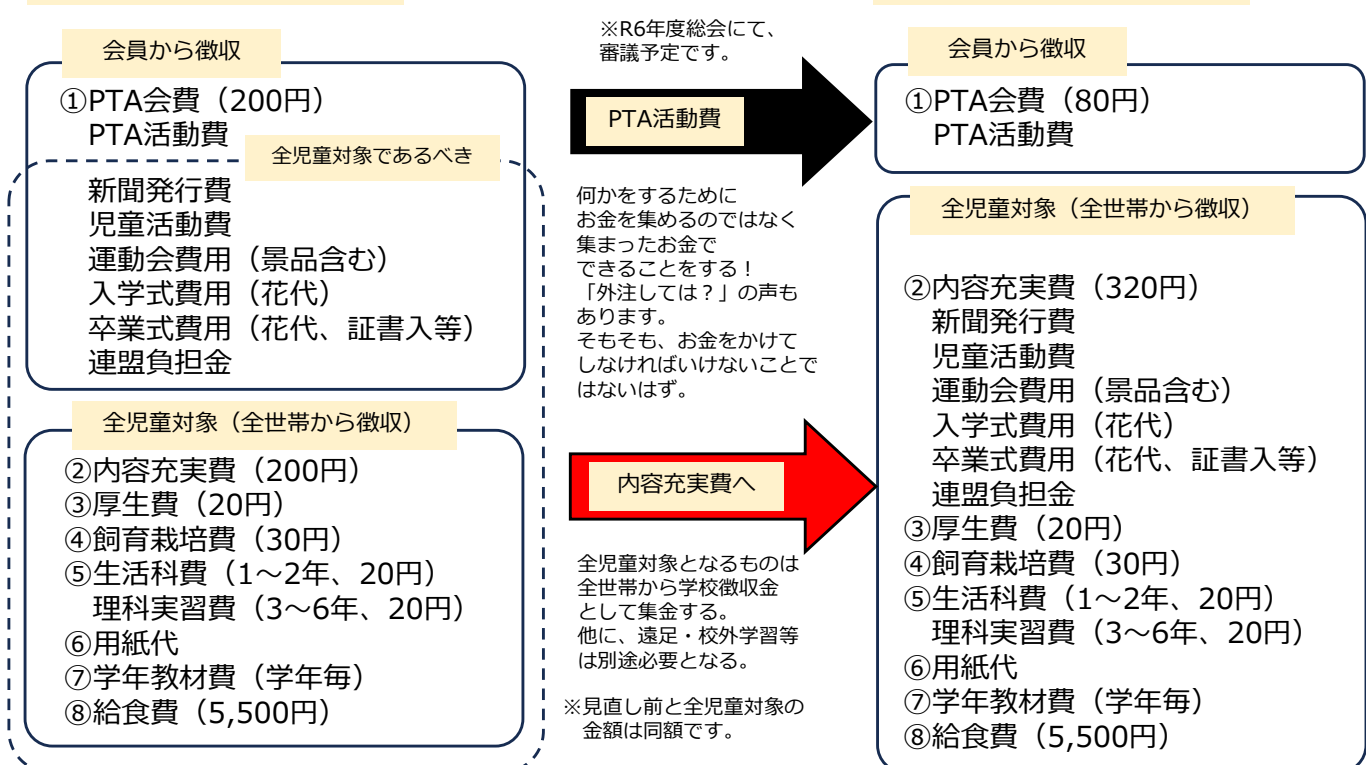 会員から徴収
①PTA会費（200円）
PTA活動費
全児童対象であるべき
新聞発行費
児童活動費
運動会費用（景品含む）
入学式費用（花代）
卒業式費用（花代、証書入等）
連盟負担金
全児童対象（全世帯から徴収）
②内容充実費（200円）
③厚生費（20円）
④飼育栽培費（30円）
⑤生活科費（1～2年、20円）
理科実習費（3～6年、20円）
⑥用紙代
⑦学年教材費（学年毎）
⑧給食費（5,500円）
※R6年度総会にて、
審議予定です。
PTA活動費
何かをするために
お金を集めるのではなく
集まったお金で
できることをする！
「外注しては？」の声も
あります。
そもそも、お金をかけて
しなければいけないことで
はないはず。
内容充実費へ
全児童対象となるものは
全世帯から学校徴収金
として集金する。
他に、遠足・校外学習等
は別途必要となる。
※見直し前と全児童対象の
金額は同額です。
会員から徴収
①PTA会費（80円）
PTA活動費
全児童対象（全世帯から徴収）
②内容充実費（320円）
新聞発行費
児童活動費
運動会費用（景品含む）
入学式費用（花代）
卒業式費用（花代、証書入等）
連盟負担金
③厚生費（20円）
④飼育栽培費（30円）
⑤生活科費（1～2年、20円）
理科実習費（3～6年、20円）
⑥用紙代
⑦学年教材費（学年毎）
⑧給食費（5,500円）